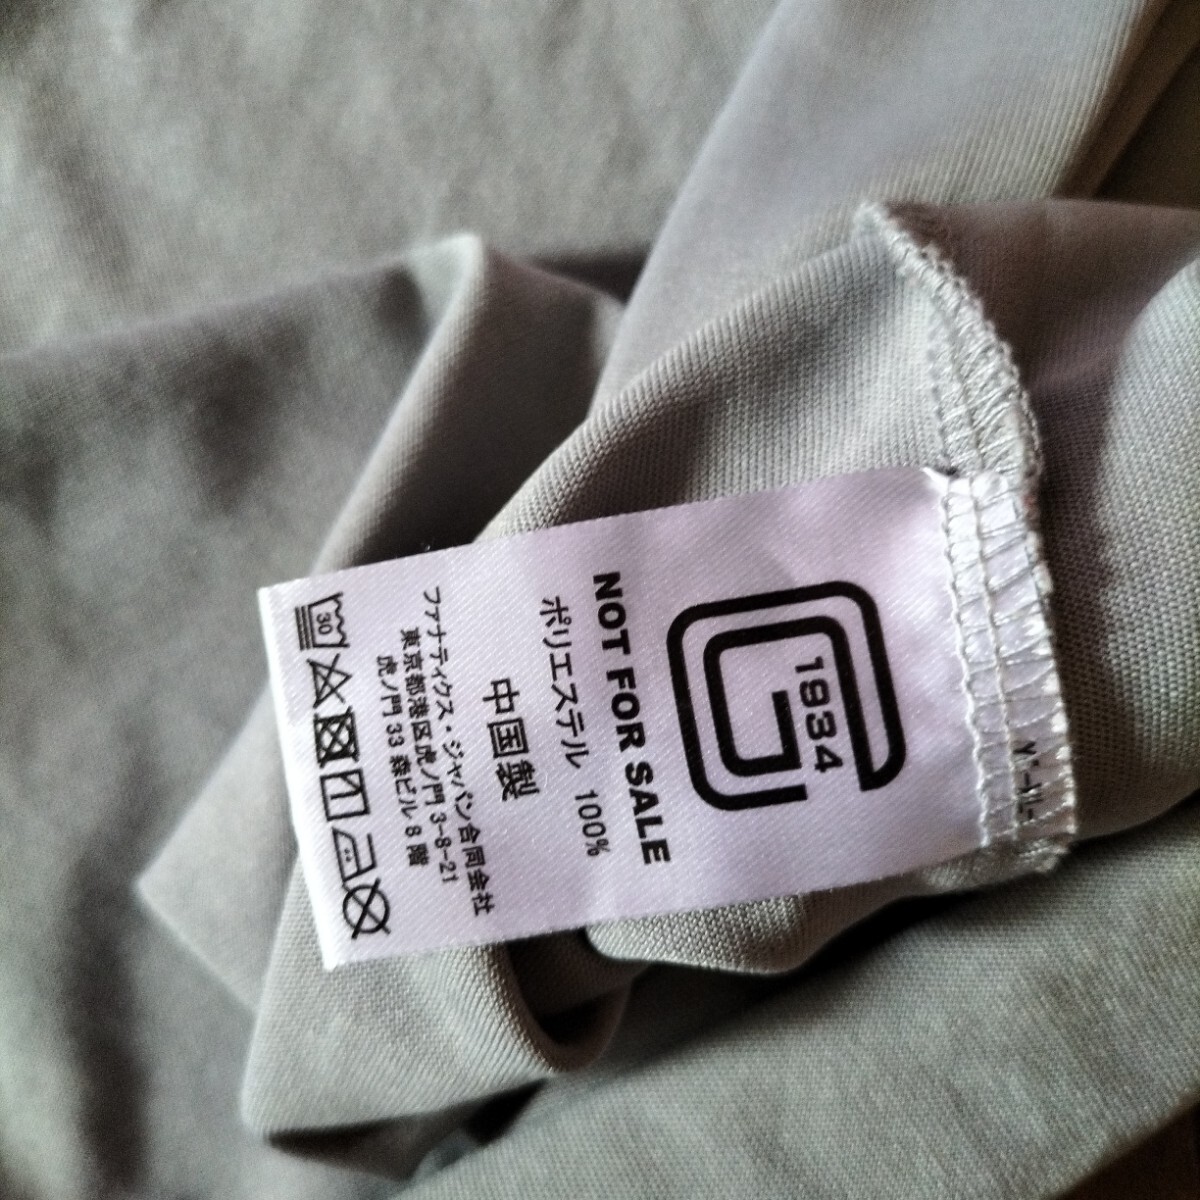 1934
NOT FOR SALE
ポリエステル 100%
中国製
ファナティクス・ジャパン合同会社
東京都港区虎ノ門 3-8-21
虎ノ門 33 森ビル 8 階
30